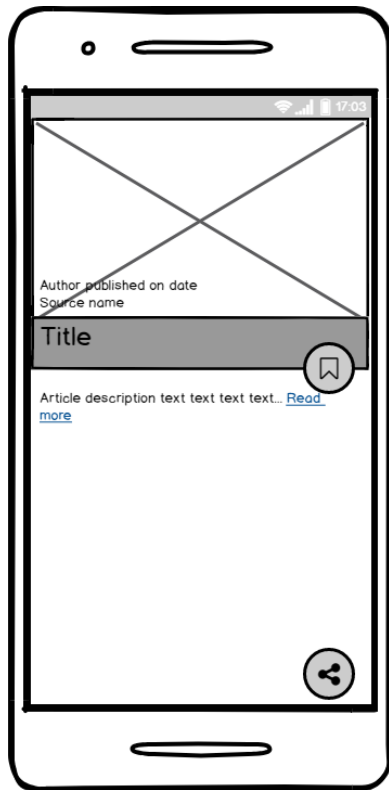 17:03
Author published on date
Source name
Title
Article description text text text text... Read
more